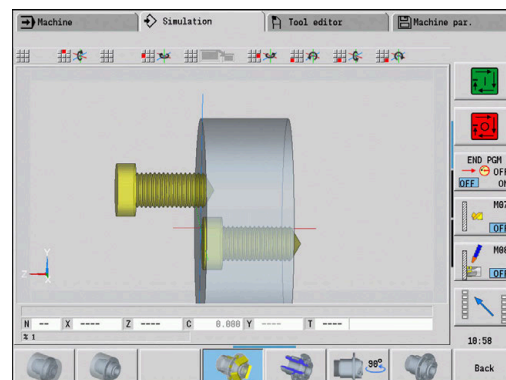 Machine
Simulation
Tool editor
Machine par.
END PGM
OFF
OFF ON
M07
OFF
M08
OFF
Y
Z
X
N -- X ---- Z ---- C 0.000 Y ---- T ----
% 1
10:58
90°
Back